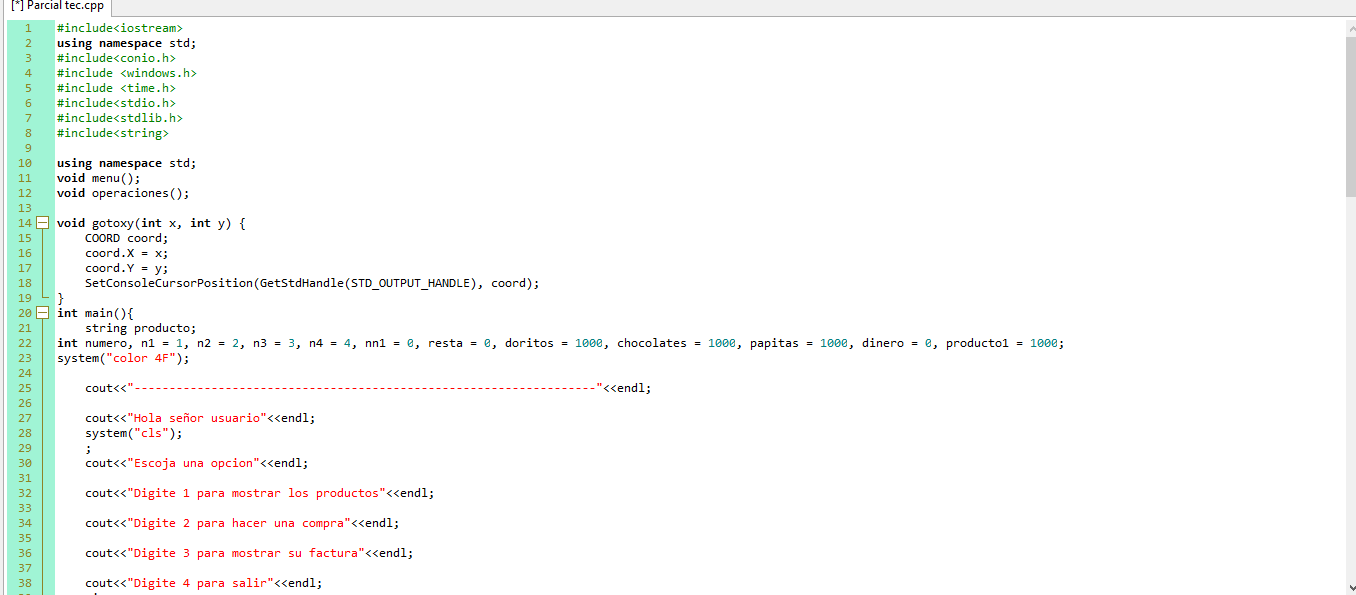 [*] Parcial tec.cpp
1 #include<iostream>
2 using namespace std;
3 #include<conio.h>
4 #include <windows.h>
5 #include <time.h>
6 #include<stdio.h>
7 #include<stdlib.h>
8 #include<string>
9
10 using namespace std;
11 void menu();
12 void operaciones();
13
14 void gotoxy(int x, int y) {
15     COORD coord;
16     coord.X = x;
17     coord.Y = y;
18     SetConsoleCursorPosition(GetStdHandle(STD_OUTPUT_HANDLE), coord);
19 }
20 int main(){
21     string producto;
22 int numero, n1 = 1, n2 = 2, n3 = 3, n4 = 4, nn1 = 0, resta = 0, doritos = 1000, chocolates = 1000, papitas = 1000, dinero = 0, producto1 = 1000;
23 system("color 4F");
24
25     cout<<"------------------------------------------------------------------"<<endl;
26
27     cout<<"Hola señor usuario"<<endl;
28     system("cls");
29     ;
30     cout<<"Escoja una opcion"<<endl;
31
32     cout<<"Digite 1 para mostrar los productos"<<endl;
33
34     cout<<"Digite 2 para hacer una compra"<<endl;
35
36     cout<<"Digite 3 para mostrar su factura"<<endl;
37
38     cout<<"Digite 4 para salir"<<endl;